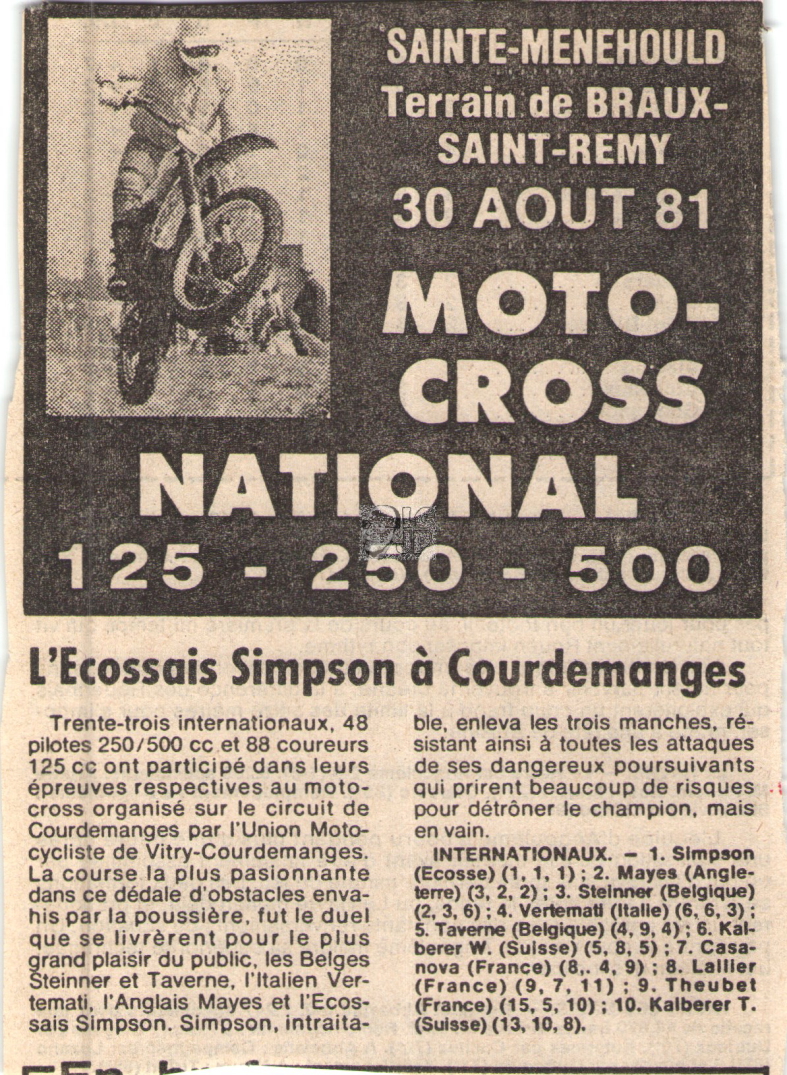 SAINTE-MENEHOULD
Terrain de BRAUX-
SAINT-REMY
30 AOUT 81
MOTO-
CROSS
NATIONAL
125 - 250 - 500
L'Ecossais Simpson à Courdemanges
Trente-trois internationaux, 48
pilotes 250/500 cc et 88 coureurs
125 cc ont participé dans leurs
épreuves respectives au moto-
cross organisé sur le circuit de
Courdemanges par l'Union Moto-
cycliste de Vitry-Courdemanges.
La course la plus pasionnante
dans ce dédale d'obstacles enva-
his par la poussière, fut le duel
que se livrèrent pour le plus
grand plaisir du public, les Belges
Steinner et Taverne, l'Italien Ver-
temati, l'Anglais Mayes et l'Ecos-
sais Simpson. Simpson, intraita-
ble, enleva les trois manches, ré-
sistant ainsi à toutes les attaques
de ses dangereux poursuivants
qui prirent beaucoup de risques
pour détrôner le champion, mais
en vain.
INTERNATIONAUX. — 1. Simpson
(Ecosse) (1, 1, 1) ; 2. Mayes (Angle-
terre) (3, 2, 2) ; 3. Steinner (Belgique)
(2, 3, 6) ; 4. Vertemati (Italie) (6, 6, 3) ;
5. Taverne (Belgique) (4, 9, 4) ; 6. Kal-
berer W. (Suisse) (5, 8, 5) ; 7. Casa-
nova (France) (8,. 4, 9) ; 8. Lallier
(France) (9, 7, 11) ; 9. Theubet
(France) (15, 5, 10) ; 10. Kalberer T.
(Suisse) (13, 10, 8).